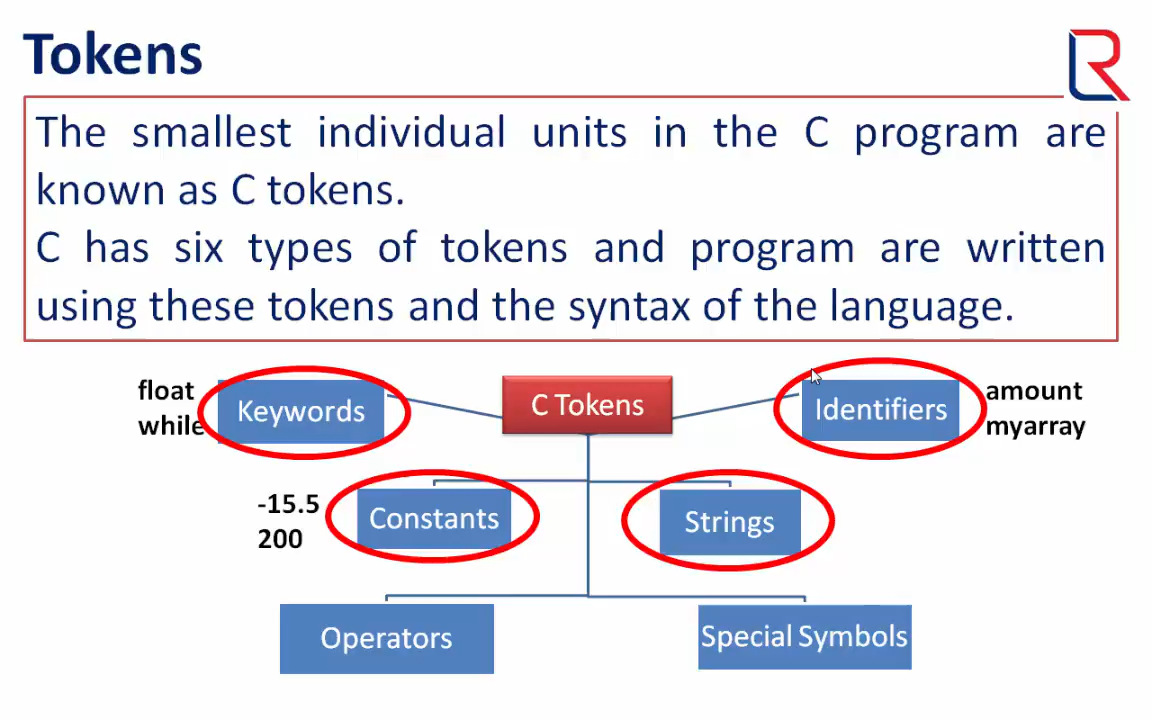 Tokens
The smallest individual units in the C program are
known as C tokens.
C has six types of tokens and program are written
using these tokens and the syntax of the language.
float
while
Keywords
C Tokens
Identifiers
amount
myarray
-15.5
200
Constants
Strings
Operators
Special Symbols